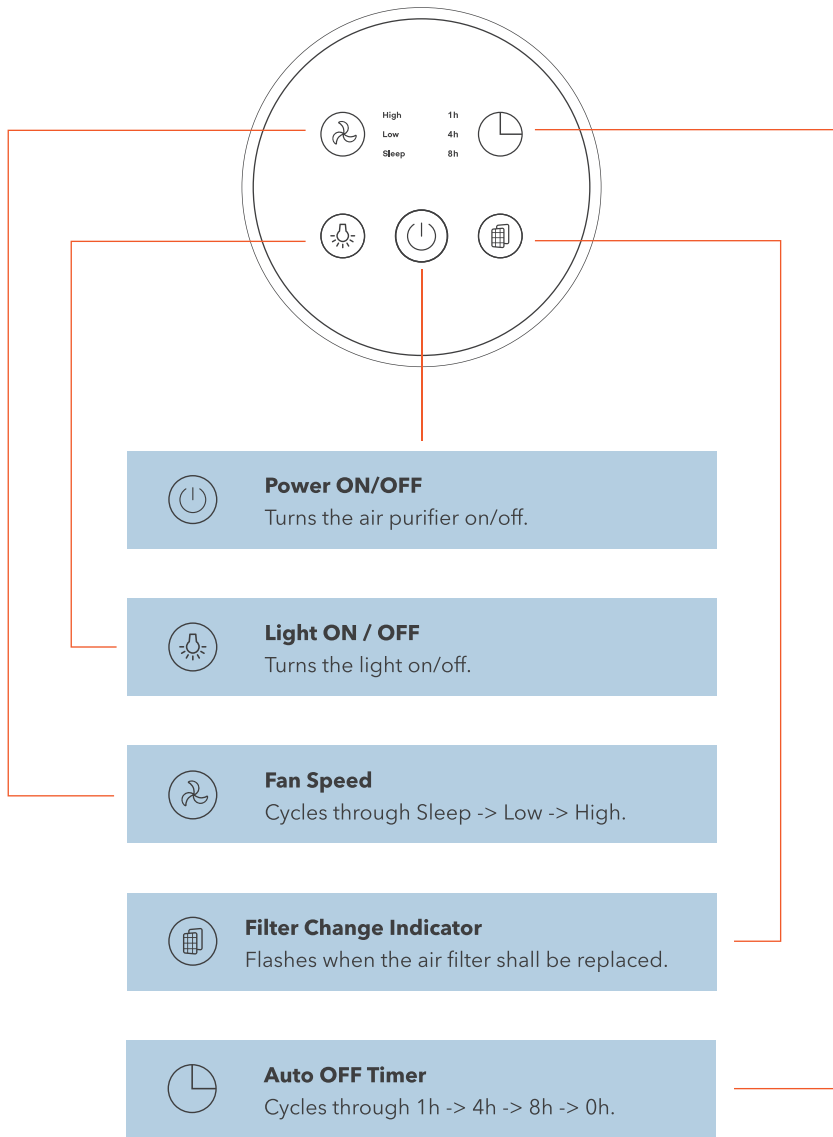 High 1h
Low 4h
Sleep 8h
Power ON/OFF
Turns the air purifier on/off.
Light ON / OFF
Turns the light on/off.
Fan Speed
Cycles through Sleep -> Low -> High.
Filter Change Indicator
Flashes when the air filter shall be replaced.
Auto OFF Timer
Cycles through 1h -> 4h -> 8h -> 0h.